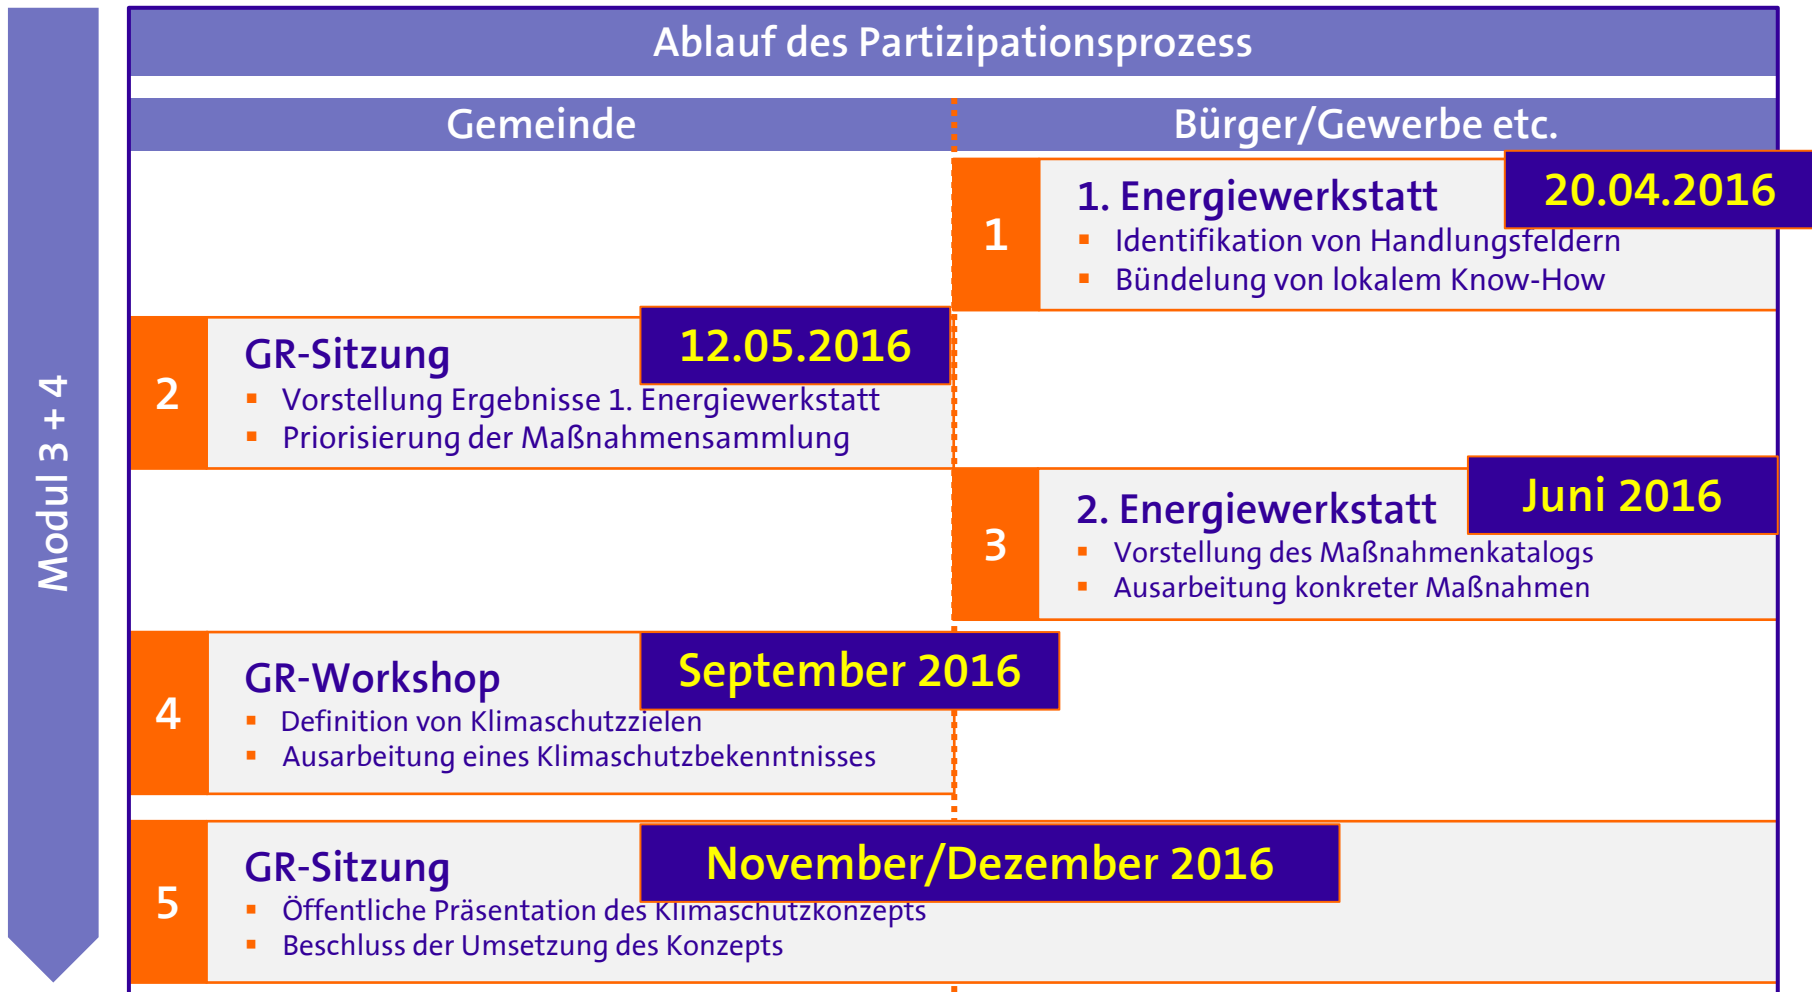 Ablauf des Partizipationsprozess
Gemeinde
Bürger/Gewerbe etc.
Modul 3 + 4
1
1. Energiewerkstatt
20.04.2016
▪ Identifikation von Handlungsfeldern
▪ Bündelung von lokalem Know-How
2
GR-Sitzung
12.05.2016
▪ Vorstellung Ergebnisse 1. Energiewerkstatt
▪ Priorisierung der Maßnahmensammlung
3
2. Energiewerkstatt
Juni 2016
▪ Vorstellung des Maßnahmenkatalogs
▪ Ausarbeitung konkreter Maßnahmen
4
GR-Workshop
September 2016
▪ Definition von Klimaschutzzielen
▪ Ausarbeitung eines Klimaschutzbekenntnisses
5
GR-Sitzung
November/Dezember 2016
▪ Öffentliche Präsentation des Klimaschutzkonzepts
▪ Beschluss der Umsetzung des Konzepts